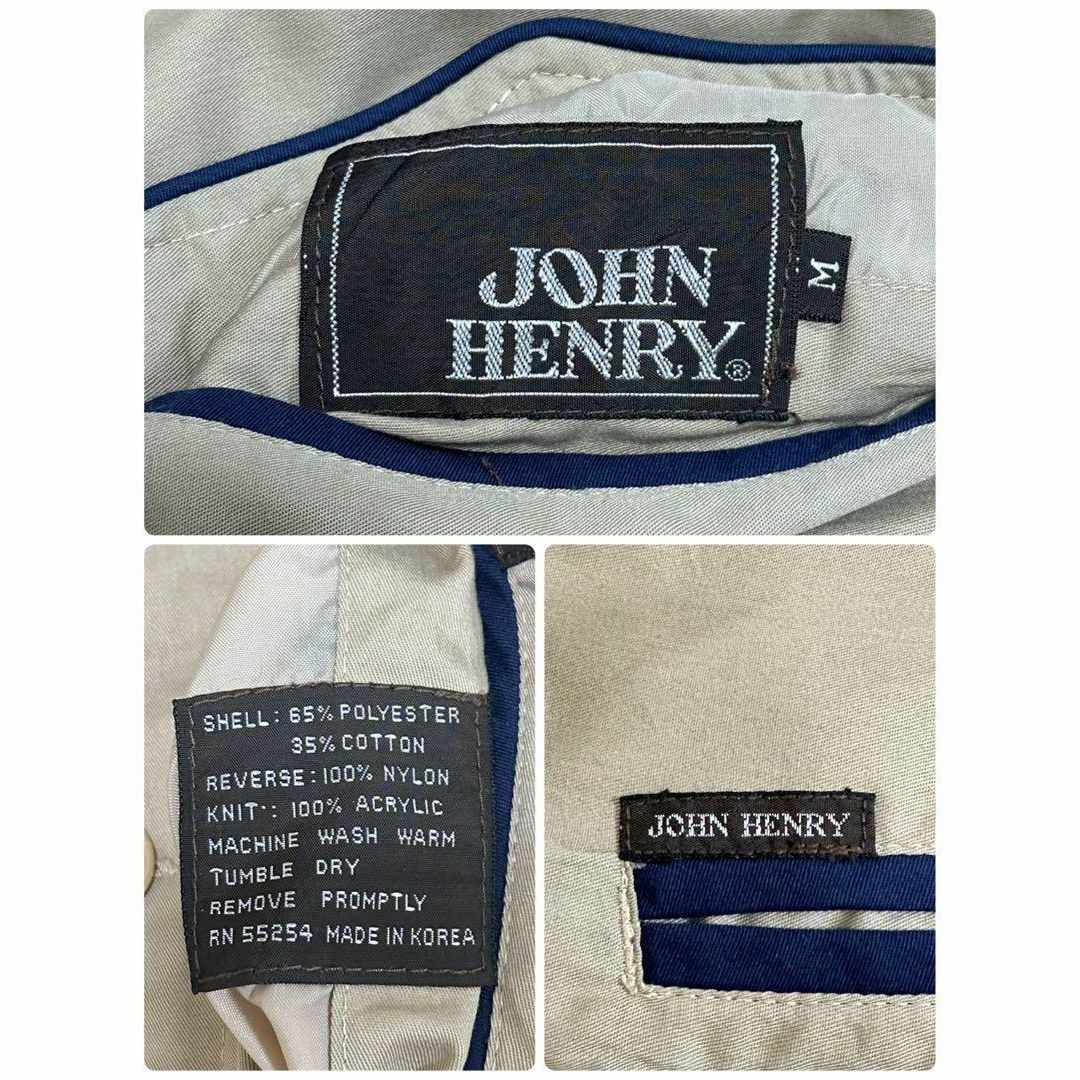 JOHN
HENRY®
M
SHELL: 65% POLYESTER
35% COTTON
REVERSE: 100% NYLON
KNIT: 100% ACRYLIC
MACHINE WASH WARM
TUMBLE DRY
REMOVE PROMPTLY
RN 55254 MADE IN KOREA
JOHN HENRY